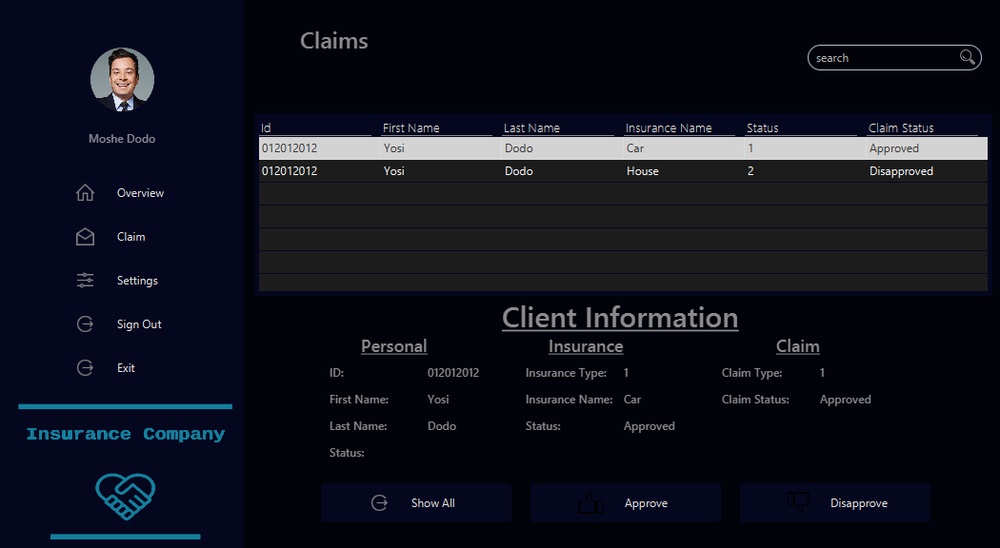 Claims
search
Moshe Dodo
Overview
Claim
Settings
Sign Out
Exit
Insurance Company
Id First Name Last Name Insurance Name Status Claim Status
012012012 Yosi Dodo Car 1 Approved
012012012 Yosi Dodo House 2 Disapproved
Client Information
Personal Insurance Claim
ID: 012012012 Insurance Type: 1 Claim Type: 1
First Name: Yosi Insurance Name: Car Claim Status: Approved
Last Name: Dodo Status: Approved
Status:
Show All Approve Disapprove